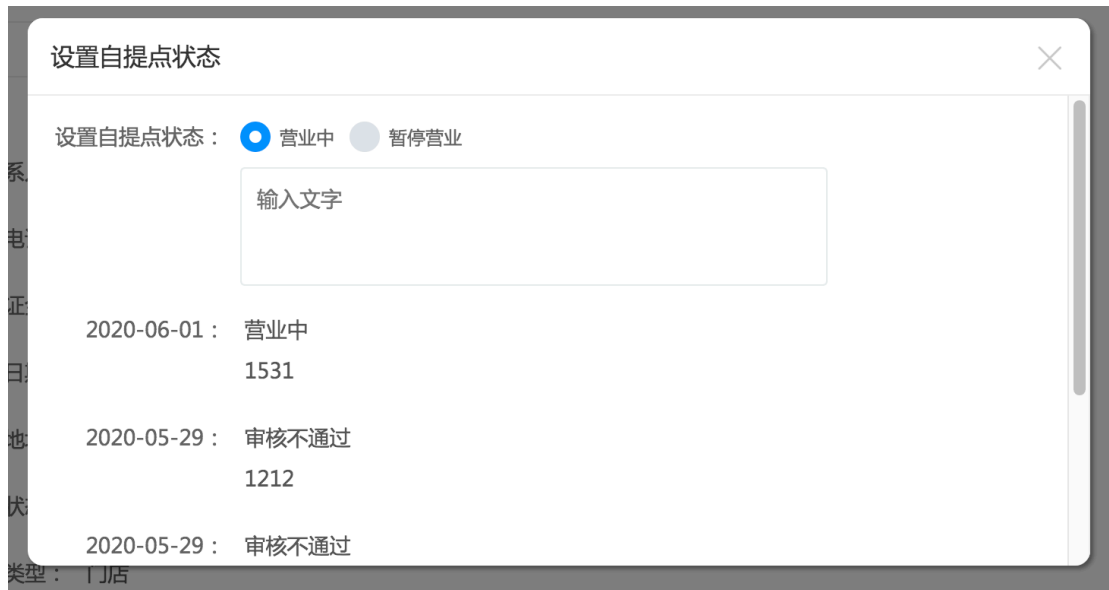 设置自提点状态
设置自提点状态： 营业中 暂停营业
输入文字
2020-06-01： 营业中
1531
2020-05-29： 审核不通过
1212
2020-05-29： 审核不通过
类型： 门店